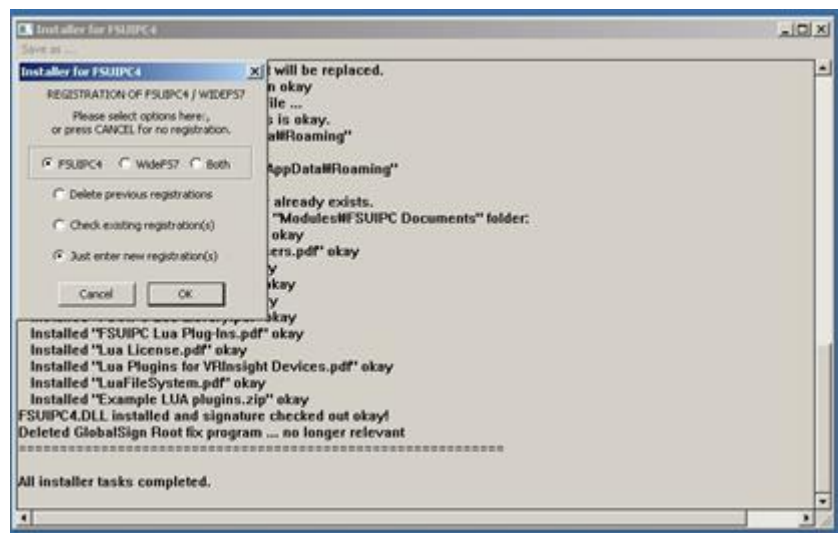 Installer for FSUIPC4
Save as ...
Installer for FSUIPC4
REGISTRATION OF FSUIPC4 / WIDEFS7
Please select options here:,
or press CANCEL for no registration.
FSUIPC4 WideFS7 Both
Delete previous registrations
Check existing registration(s)
Just enter new registration(s)
Cancel OK
t will be replaced.
n okay
ile ...
s is okay.
a\\Roaming"
AppData\\Roaming"
already exists.
"Modules\\FSUIPC Documents" folder:
okay
ers.pdf" okay
y
kay
y
okay
Installed "FSUIPC Lua Plug-Ins.pdf" okay
Installed "Lua License.pdf" okay
Installed "Lua Plugins for VRInsight Devices.pdf" okay
Installed "LuaFileSystem.pdf" okay
Installed "Example LUA plugins.zip" okay
FSUIPC4.DLL installed and signature checked out okay!
Deleted GlobalSign Root fix program ... no longer relevant
===========================================================
All installer tasks completed.